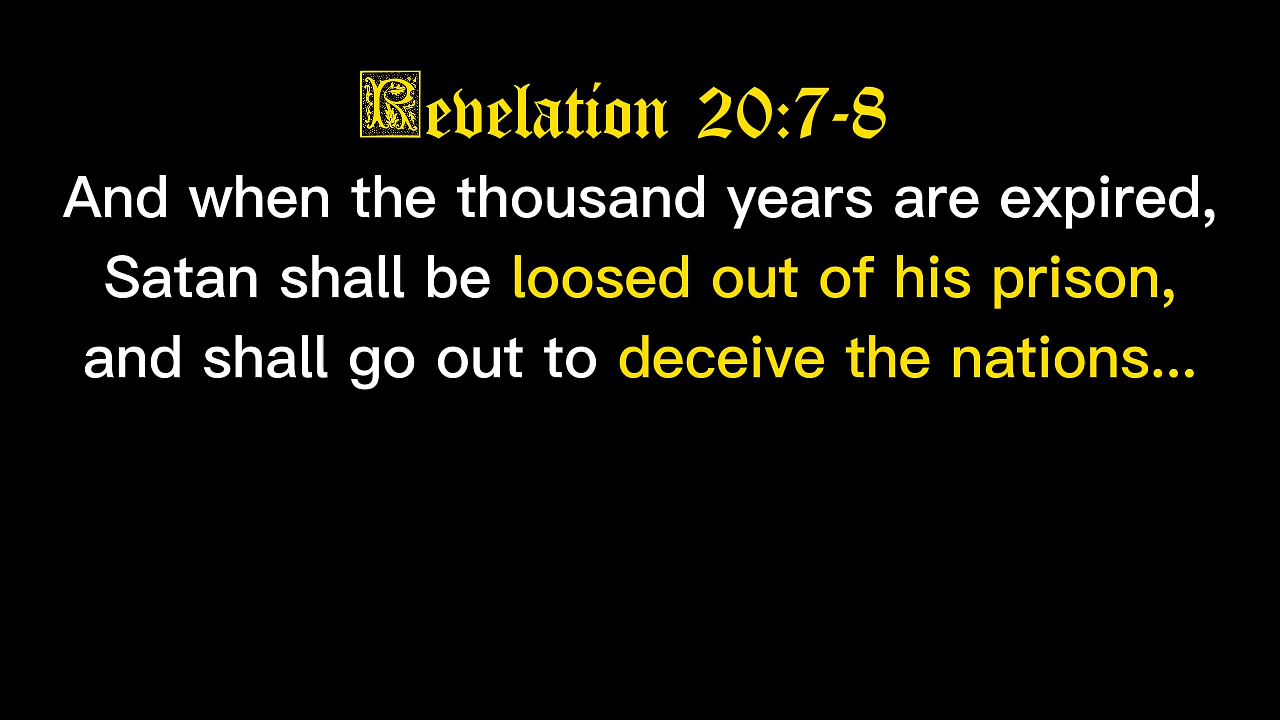 Revelation 20:7-8
And when the thousand years are expired,
Satan shall be loosed out of his prison,
and shall go out to deceive the nations...